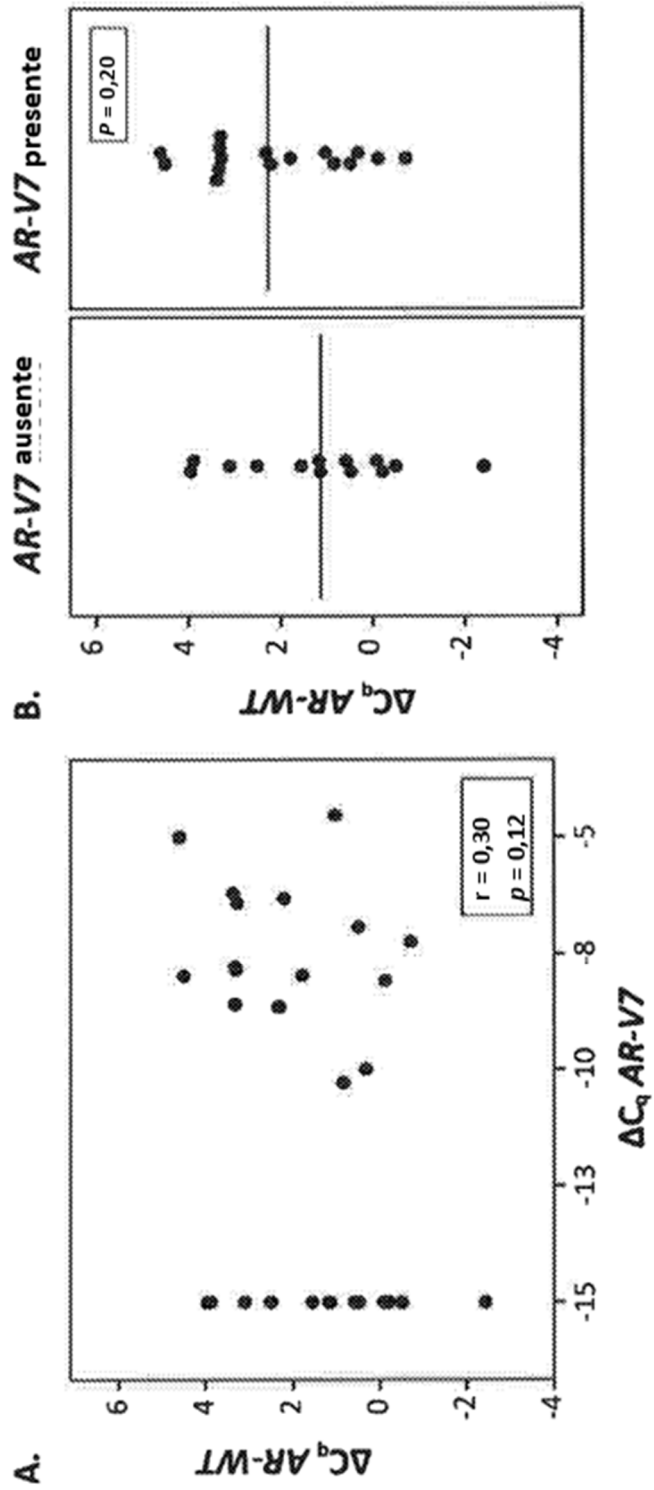 A.
ΔCq AR-WT
6
4
2
0
-2
-4
-15
-13
-10
-8
-5
ΔCq AR-V7
r = 0,30
p = 0,12
B.
AR-V7 ausente
AR-V7 presente
ΔCq AR-WT
6
4
2
0
-2
-4
P = 0,20